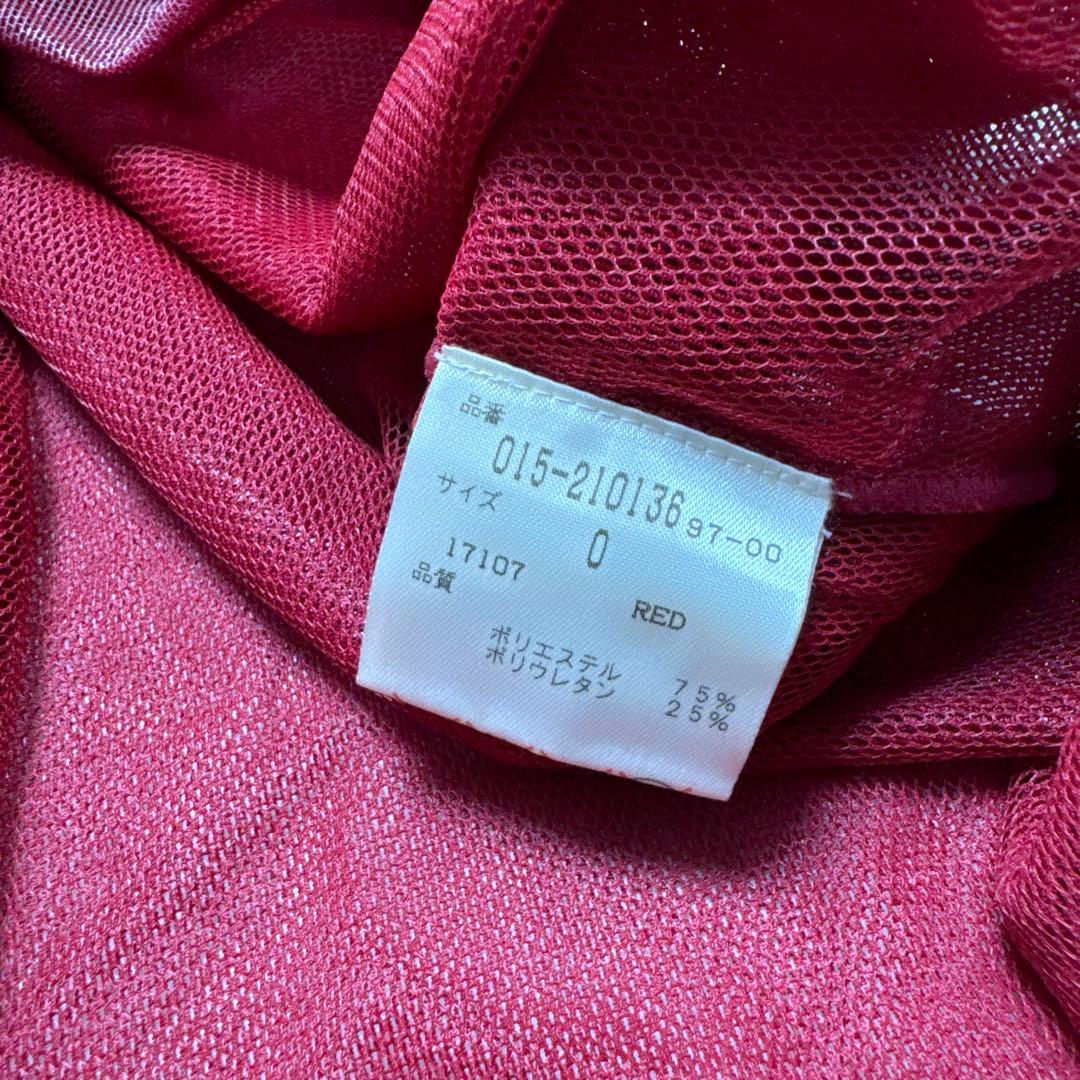 品番
015-210136 97-00
サイズ 0
17107
品質 RED
ポリエステル 75%
ポリウレタン 25%